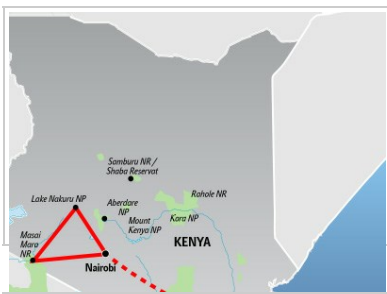 Samburu NR /
Shaba Reservat
Lake Nakuru NP
Aberdare
NP
Rahole NR
Masai
Mara
NR
Mount
Kenya NP
Kora NP
KENYA
Nairobi